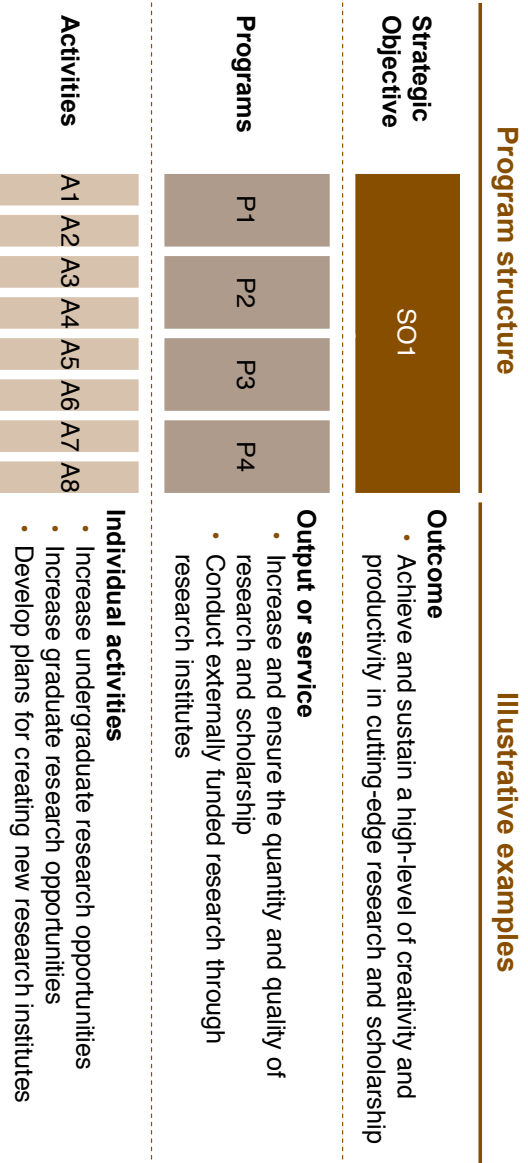 Program structure
Illustrative examples
Strategic
Objective
SO1
Outcome
• Achieve and sustain a high-level of creativity and
productivity in cutting-edge research and scholarship
Programs
P1
P2
P3
P4
Output or service
• Increase and ensure the quantity and quality of
research and scholarship
• Conduct externally funded research through
research institutes
Activities
A1
A2
A3
A4
A5
A6
A7
A8
Individual activities
• Increase undergraduate research opportunities
• Increase graduate research opportunities
• Develop plans for creating new research institutes